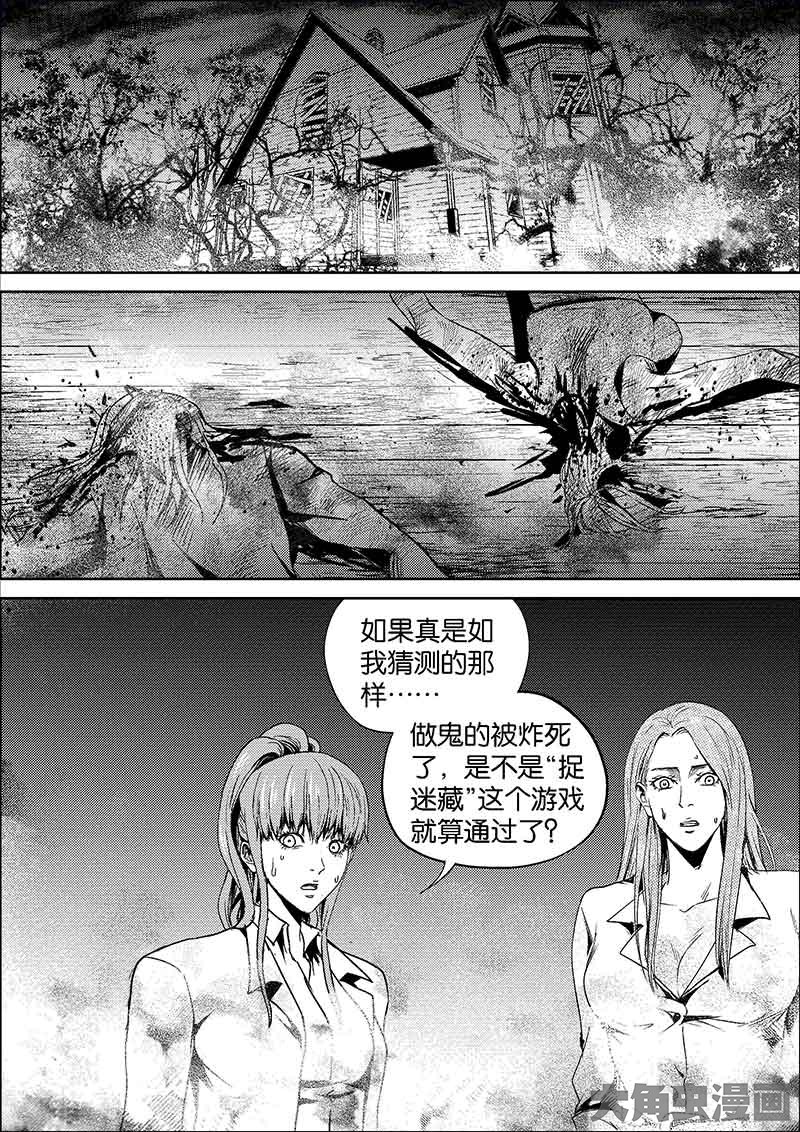 如果真是如
我猜测的那
样……
做鬼的被炸死
了，是不是“捉
迷藏”这个游戏
就算通过了？
大角虫漫画